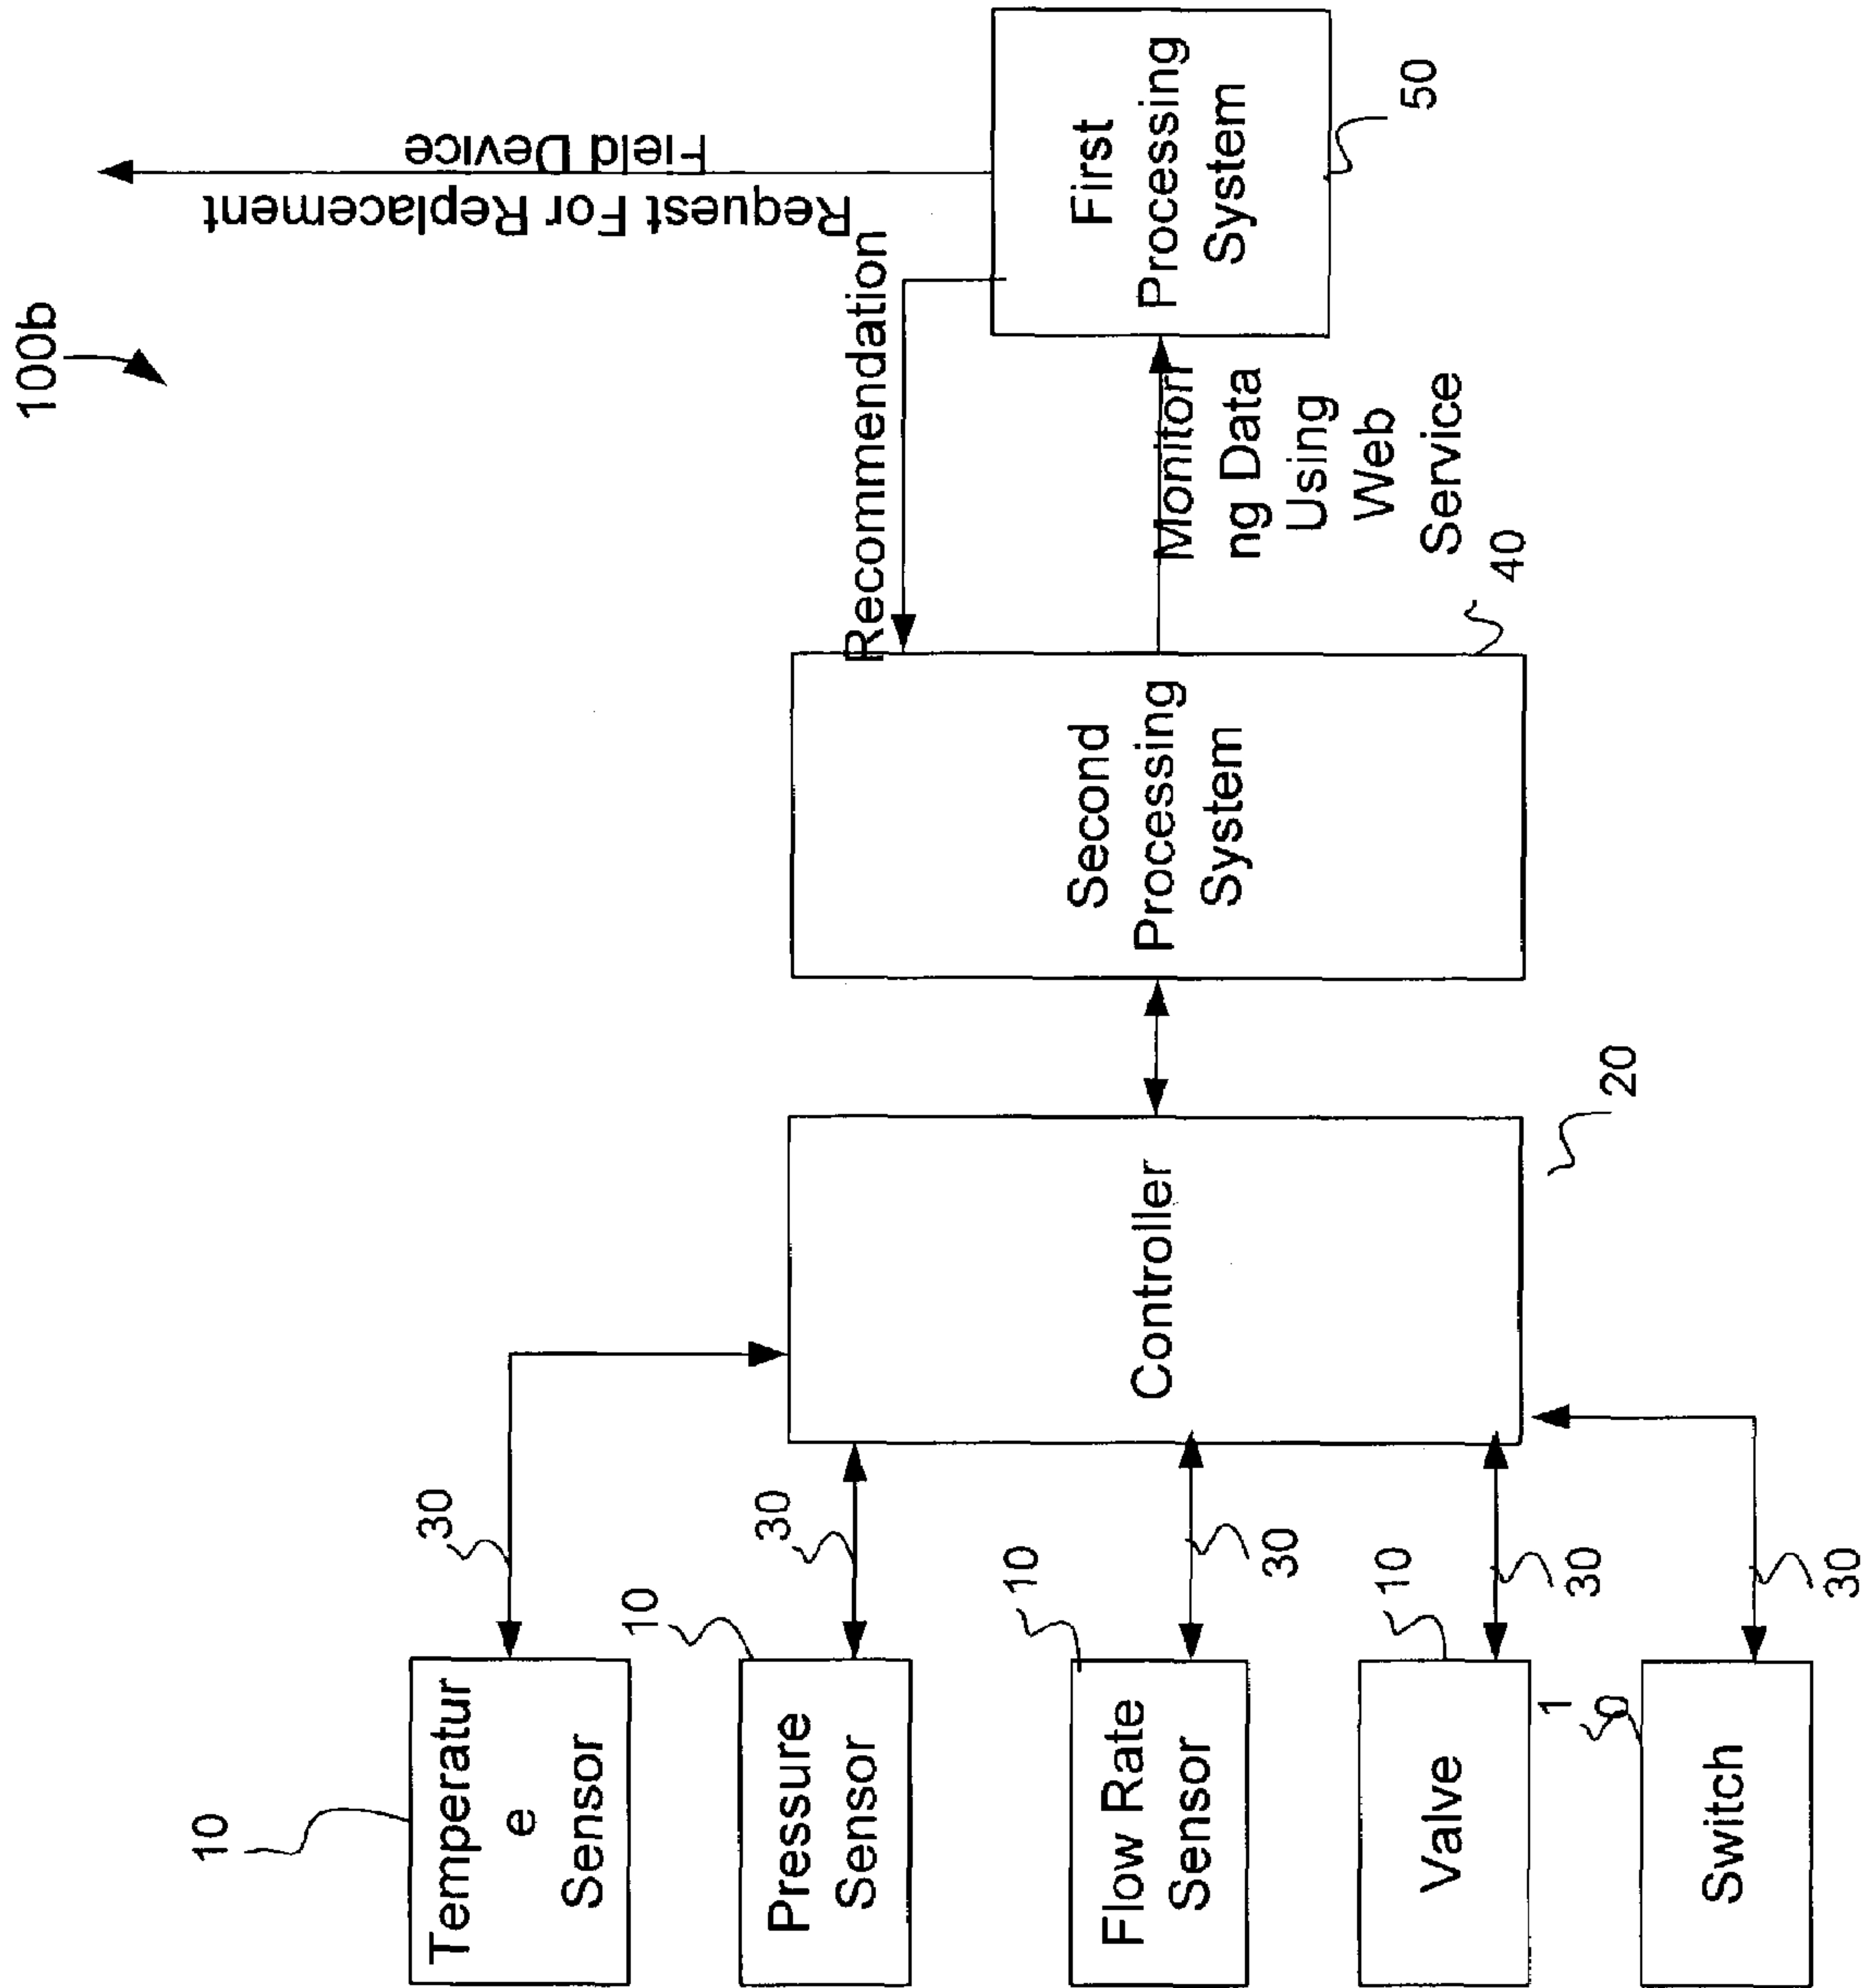 100b
10
Temperatur
e
Sensor
30
10
Pressure
Sensor
30
10
Flow Rate
Sensor
30
10
Valve
30
1
0
Switch
30
Controller
20
Second
Processing
System
40
Recommendation
Monitori
ng Data
Using
Web
Service
First
Processing
System
50
Request For Replacement
Field Device